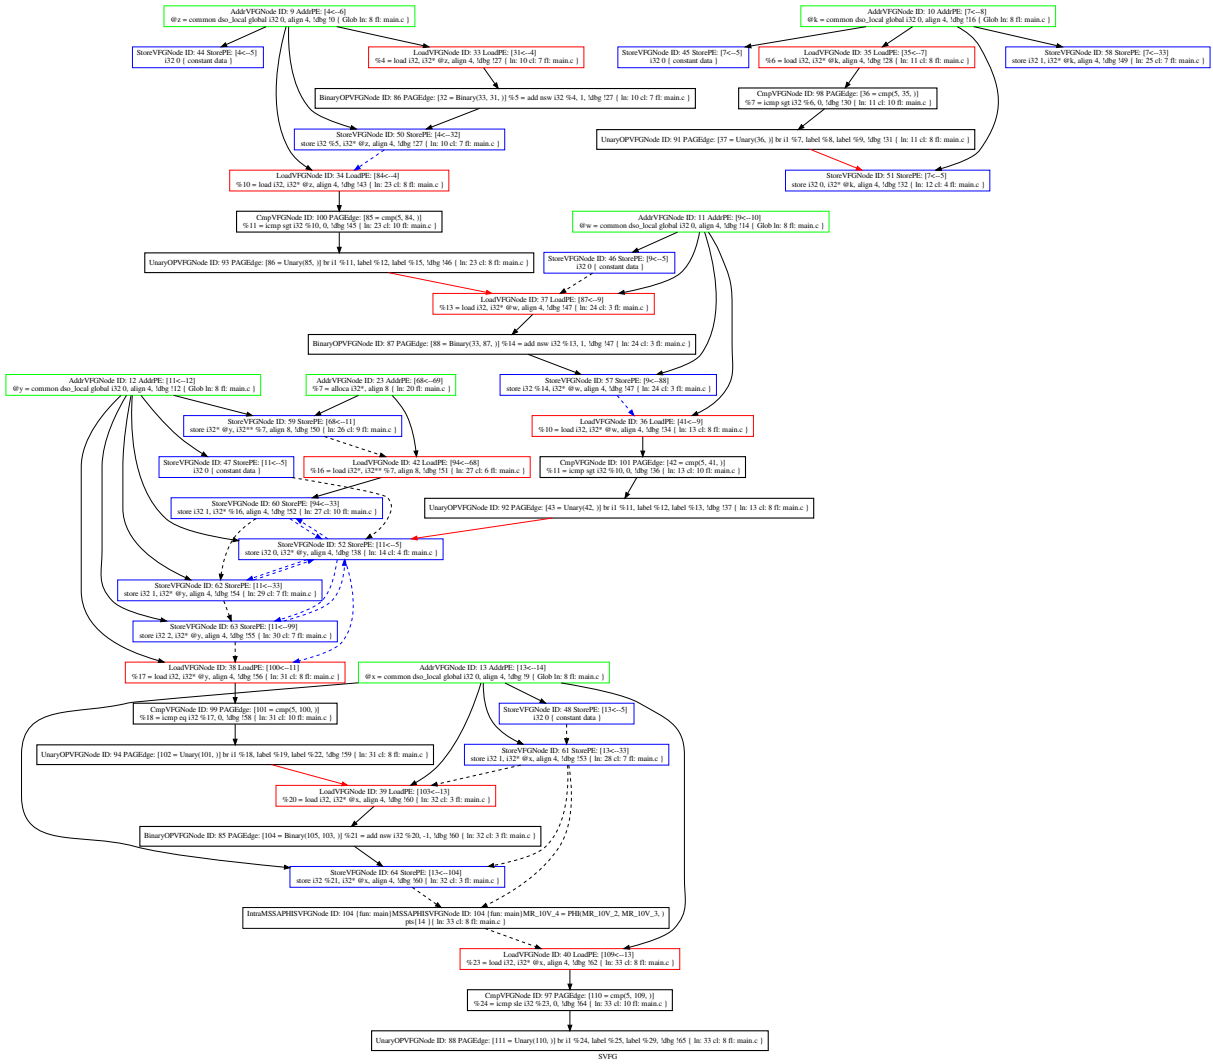 AddrVFGNode ID: 9 AddrPE: [4<--6]
@z = common dso_local global i32 0, align 4, !dbg !0 { Glob ln: 8 fl: main.c }
AddrVFGNode ID: 10 AddrPE: [7<--8]
@k = common dso_local global i32 0, align 4, !dbg !16 { Glob ln: 8 fl: main.c }
StoreVFGNode ID: 44 StorePE: [4<--5]
i32 0 { constant data }
LoadVFGNode ID: 33 LoadPE: [31<--4]
%4 = load i32, i32* @z, align 4, !dbg !27 { ln: 10 cl: 7 fl: main.c }
StoreVFGNode ID: 45 StorePE: [7<--5]
i32 0 { constant data }
LoadVFGNode ID: 35 LoadPE: [35<--7]
%6 = load i32, i32* @k, align 4, !dbg !28 { ln: 11 cl: 8 fl: main.c }
StoreVFGNode ID: 58 StorePE: [7<--33]
store i32 1, i32* @k, align 4, !dbg !49 { ln: 25 cl: 7 fl: main.c }
BinaryOPVFGNode ID: 86 PAGEdge: [32 = Binary(33, 31, )] %5 = add nsw i32 %4, 1, !dbg !27 { ln: 10 cl: 7 fl: main.c }
CmpVFGNode ID: 98 PAGEdge: [36 = cmp(5, 35, )]
%7 = icmp sgt i32 %6, 0, !dbg !30 { ln: 11 cl: 10 fl: main.c }
StoreVFGNode ID: 50 StorePE: [4<--32]
store i32 %5, i32* @z, align 4, !dbg !27 { ln: 10 cl: 7 fl: main.c }
UnaryOPVFGNode ID: 91 PAGEdge: [37 = Unary(36, )] br i1 %7, label %8, label %9, !dbg !31 { ln: 11 cl: 8 fl: main.c }
LoadVFGNode ID: 34 LoadPE: [84<--4]
%10 = load i32, i32* @z, align 4, !dbg !43 { ln: 23 cl: 8 fl: main.c }
StoreVFGNode ID: 51 StorePE: [7<--5]
store i32 0, i32* @k, align 4, !dbg !32 { ln: 12 cl: 4 fl: main.c }
CmpVFGNode ID: 100 PAGEdge: [85 = cmp(5, 84, )]
%11 = icmp sgt i32 %10, 0, !dbg !45 { ln: 23 cl: 10 fl: main.c }
AddrVFGNode ID: 11 AddrPE: [9<--10]
@w = common dso_local global i32 0, align 4, !dbg !14 { Glob ln: 8 fl: main.c }
UnaryOPVFGNode ID: 93 PAGEdge: [86 = Unary(85, )] br i1 %11, label %12, label %15, !dbg !46 { ln: 23 cl: 8 fl: main.c }
StoreVFGNode ID: 46 StorePE: [9<--5]
i32 0 { constant data }
LoadVFGNode ID: 37 LoadPE: [87<--9]
%13 = load i32, i32* @w, align 4, !dbg !47 { ln: 24 cl: 3 fl: main.c }
BinaryOPVFGNode ID: 87 PAGEdge: [88 = Binary(33, 87, )] %14 = add nsw i32 %13, 1, !dbg !47 { ln: 24 cl: 3 fl: main.c }
AddrVFGNode ID: 12 AddrPE: [11<--12]
@y = common dso_local global i32 0, align 4, !dbg !12 { Glob ln: 8 fl: main.c }
AddrVFGNode ID: 23 AddrPE: [68<--69]
%7 = alloca i32*, align 8 { ln: 20 fl: main.c }
StoreVFGNode ID: 57 StorePE: [9<--88]
store i32 %14, i32* @w, align 4, !dbg !47 { ln: 24 cl: 3 fl: main.c }
StoreVFGNode ID: 59 StorePE: [68<--11]
store i32* @y, i32** %7, align 8, !dbg !50 { ln: 26 cl: 9 fl: main.c }
LoadVFGNode ID: 36 LoadPE: [41<--9]
%10 = load i32, i32* @w, align 4, !dbg !34 { ln: 13 cl: 8 fl: main.c }
StoreVFGNode ID: 47 StorePE: [11<--5]
i32 0 { constant data }
LoadVFGNode ID: 42 LoadPE: [94<--68]
%16 = load i32*, i32** %7, align 8, !dbg !51 { ln: 27 cl: 6 fl: main.c }
CmpVFGNode ID: 101 PAGEdge: [42 = cmp(5, 41, )]
%11 = icmp sgt i32 %10, 0, !dbg !36 { ln: 13 cl: 10 fl: main.c }
StoreVFGNode ID: 60 StorePE: [94<--33]
store i32 1, i32* %16, align 4, !dbg !52 { ln: 27 cl: 10 fl: main.c }
UnaryOPVFGNode ID: 92 PAGEdge: [43 = Unary(42, )] br i1 %11, label %12, label %13, !dbg !37 { ln: 13 cl: 8 fl: main.c }
StoreVFGNode ID: 52 StorePE: [11<--5]
store i32 0, i32* @y, align 4, !dbg !38 { ln: 14 cl: 4 fl: main.c }
StoreVFGNode ID: 62 StorePE: [11<--33]
store i32 1, i32* @y, align 4, !dbg !54 { ln: 29 cl: 7 fl: main.c }
StoreVFGNode ID: 63 StorePE: [11<--99]
store i32 2, i32* @y, align 4, !dbg !55 { ln: 30 cl: 7 fl: main.c }
LoadVFGNode ID: 38 LoadPE: [100<--11]
%17 = load i32, i32* @y, align 4, !dbg !56 { ln: 31 cl: 8 fl: main.c }
AddrVFGNode ID: 13 AddrPE: [13<--14]
@x = common dso_local global i32 0, align 4, !dbg !9 { Glob ln: 8 fl: main.c }
CmpVFGNode ID: 99 PAGEdge: [101 = cmp(5, 100, )]
%18 = icmp eq i32 %17, 0, !dbg !58 { ln: 31 cl: 10 fl: main.c }
StoreVFGNode ID: 48 StorePE: [13<--5]
i32 0 { constant data }
UnaryOPVFGNode ID: 94 PAGEdge: [102 = Unary(101, )] br i1 %18, label %19, label %22, !dbg !59 { ln: 31 cl: 8 fl: main.c }
StoreVFGNode ID: 61 StorePE: [13<--33]
store i32 1, i32* @x, align 4, !dbg !53 { ln: 28 cl: 7 fl: main.c }
LoadVFGNode ID: 39 LoadPE: [103<--13]
%20 = load i32, i32* @x, align 4, !dbg !60 { ln: 32 cl: 3 fl: main.c }
BinaryOPVFGNode ID: 85 PAGEdge: [104 = Binary(105, 103, )] %21 = add nsw i32 %20, -1, !dbg !60 { ln: 32 cl: 3 fl: main.c }
StoreVFGNode ID: 64 StorePE: [13<--104]
store i32 %21, i32* @x, align 4, !dbg !60 { ln: 32 cl: 3 fl: main.c }
IntraMSSAPHISVFGNode ID: 104 {fun: main}MSSAPHISVFGNode ID: 104 {fun: main}MR_10V_4 = PHI(MR_10V_2, MR_10V_3, )
pts{14 }{ ln: 33 cl: 8 fl: main.c }
LoadVFGNode ID: 40 LoadPE: [109<--13]
%23 = load i32, i32* @x, align 4, !dbg !62 { ln: 33 cl: 8 fl: main.c }
CmpVFGNode ID: 97 PAGEdge: [110 = cmp(5, 109, )]
%24 = icmp sle i32 %23, 0, !dbg !64 { ln: 33 cl: 10 fl: main.c }
UnaryOPVFGNode ID: 88 PAGEdge: [111 = Unary(110, )] br i1 %24, label %25, label %29, !dbg !65 { ln: 33 cl: 8 fl: main.c }
SVFG